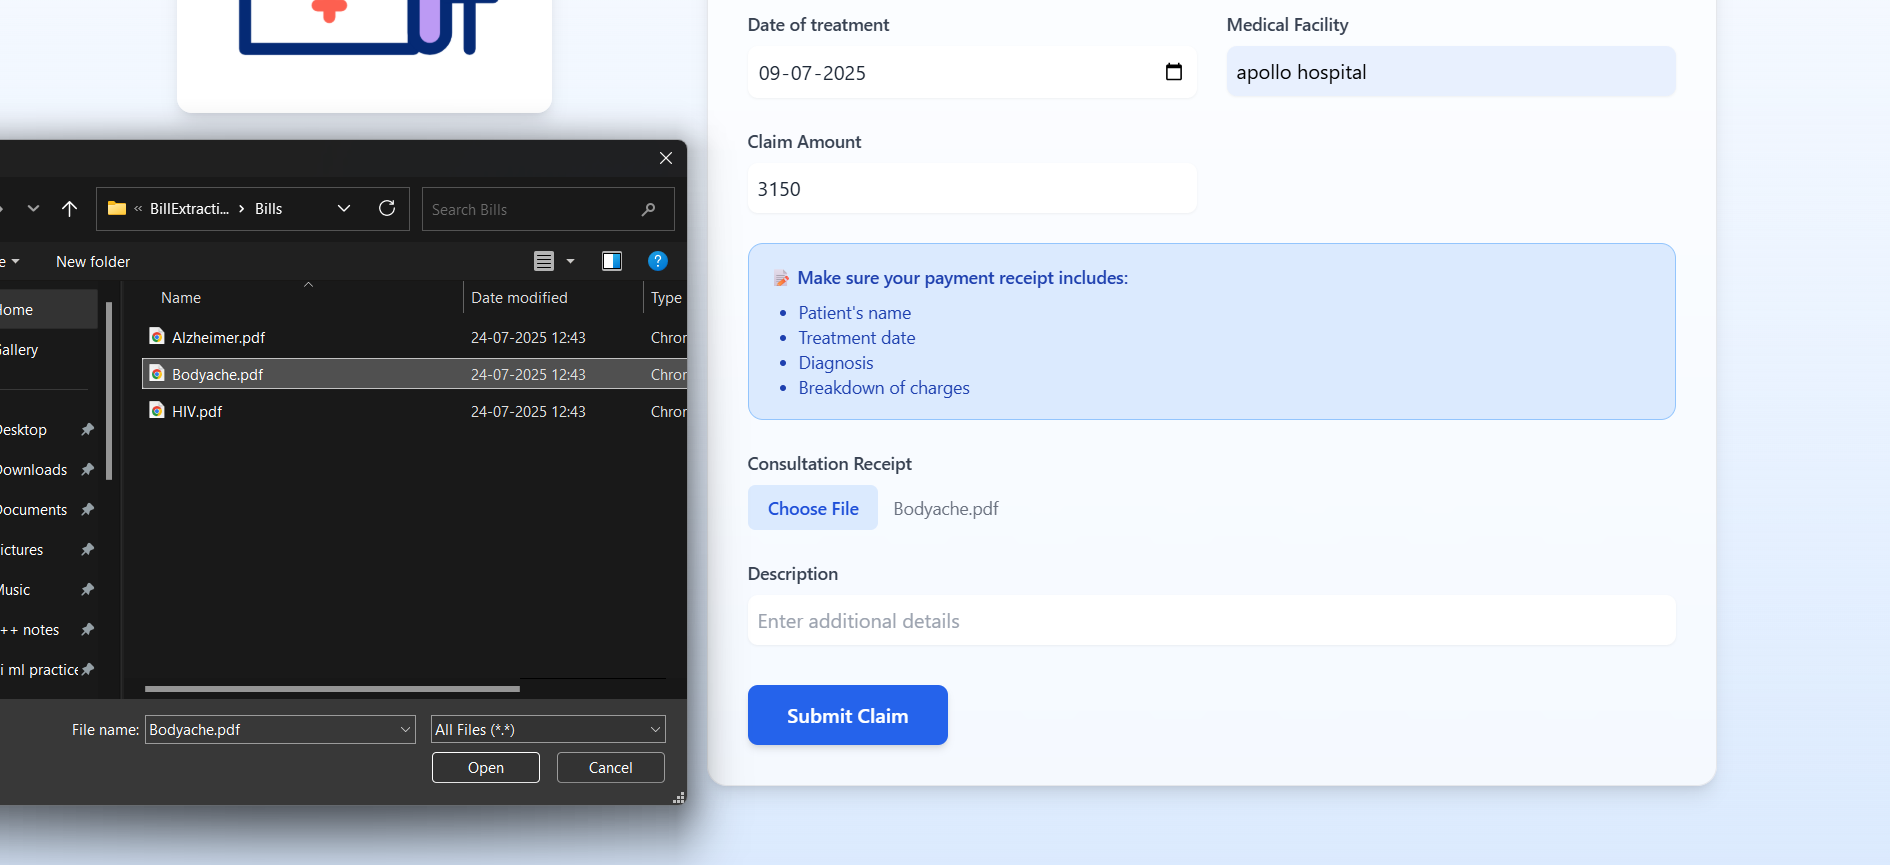 Date of treatment
Medical Facility
09-07-2025
apollo hospital
Claim Amount
3150
Make sure your payment receipt includes:
Patient's name
Treatment date
Diagnosis
Breakdown of charges
Consultation Receipt
Choose File Bodyache.pdf
Description
Enter additional details
Submit Claim
« BillExtracti... › Bills
Search Bills
New folder
Name Date modified Type
Alzheimer.pdf 24-07-2025 12:43
Bodyache.pdf 24-07-2025 12:43
HIV.pdf 24-07-2025 12:43
ome
allery
esktop
ownloads
ocuments
ictures
usic
++ notes
i ml practice
File name: Bodyache.pdf All Files (*.*)
Open Cancel